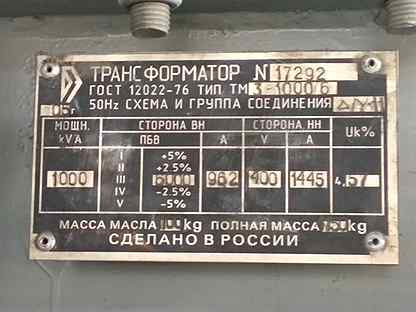 ТРАНСФОРМАТОР N 17292
ГОСТ 12022-76 ТИП ТМ З-1000/6
50Hz СХЕМА И ГРУППА СОЕДИНЕНИЯ
МОЩН. СТОРОНА ВН СТОРОНА НН Uk%
kVA ПБВ A V A
I +5%
II +2.5%
1000 III 6000 96,2 400 1445 4.57
IV -2.5%
V -5%
МАССА МАСЛА kg ПОЛНАЯ МАССА kg
СДЕЛАНО В РОССИИ